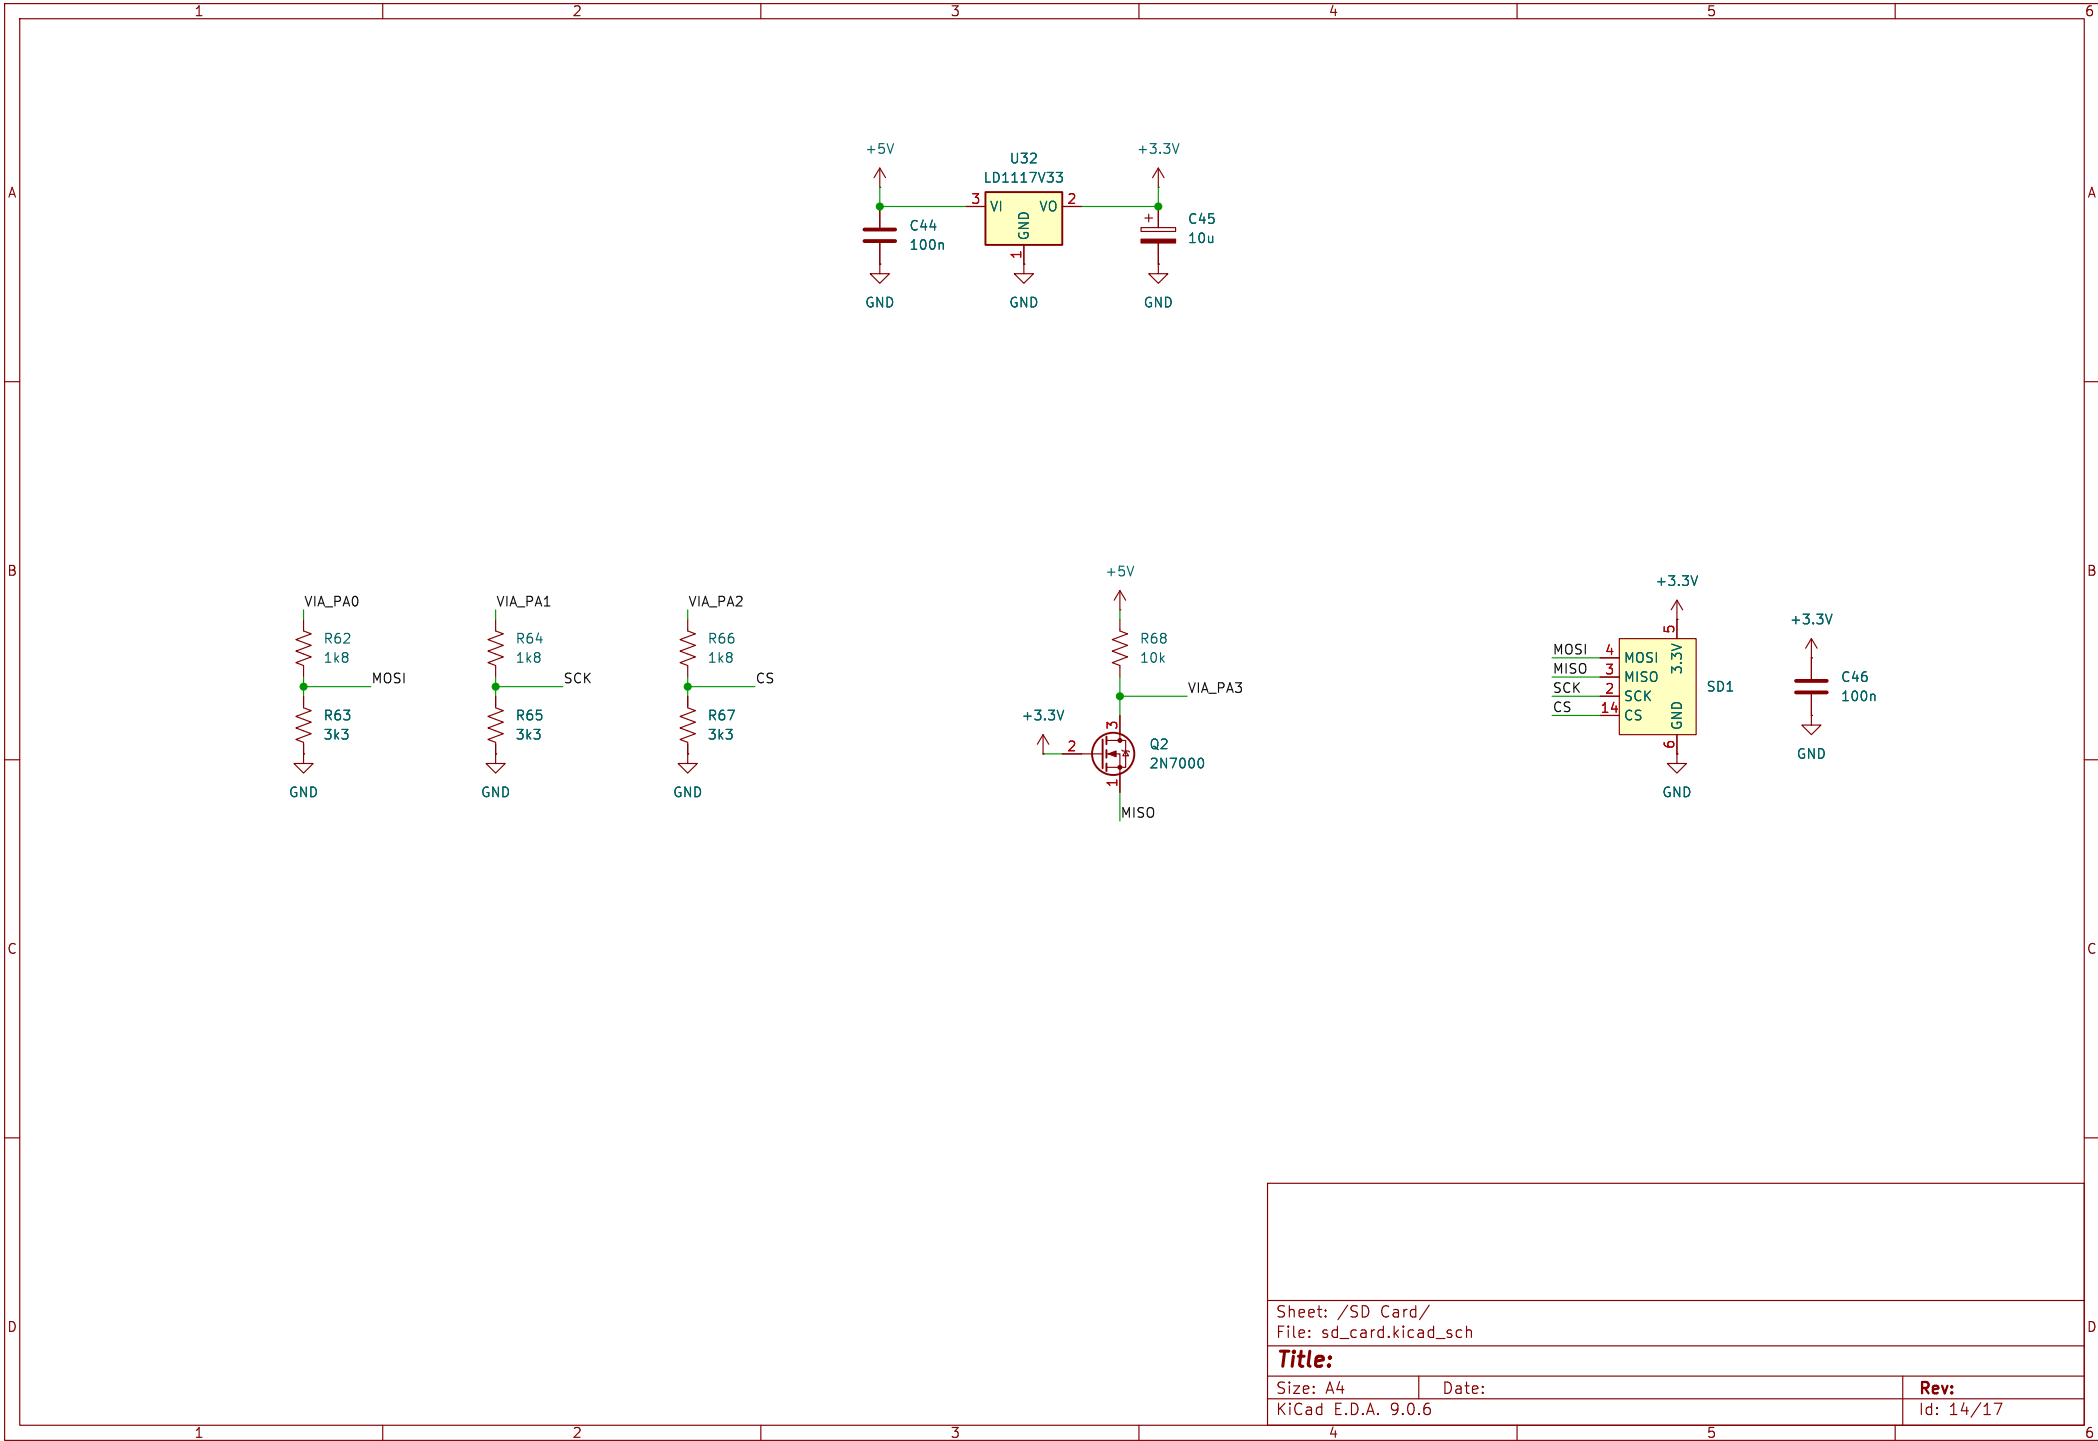 1 2 3 4 5 6
A A
+5V
+3.3V
U32
LD1117V33
3 VI VO 2
GND
1
C44
100n
+
C45
10u
GND GND GND
B B
VIA_PA0
R62
1k8
MOSI
R63
3k3
GND
VIA_PA1
R64
1k8
SCK
R65
3k3
GND
VIA_PA2
R66
1k8
CS
R67
3k3
GND
+5V
R68
10k
VIA_PA3
+3.3V
2
3
1
Q2
2N7000
MISO
+3.3V
5
3.3V
MOSI 4 MOSI
MISO 3 MISO
SCK 2 SCK
CS 14 CS
GND
6
SD1
GND
+3.3V
C46
100n
GND
C C
D D
Sheet: /SD Card/
File: sd_card.kicad_sch
Title:
Size: A4 Date: Rev:
KiCad E.D.A. 9.0.6 Id: 14/17
1 2 3 4 5 6